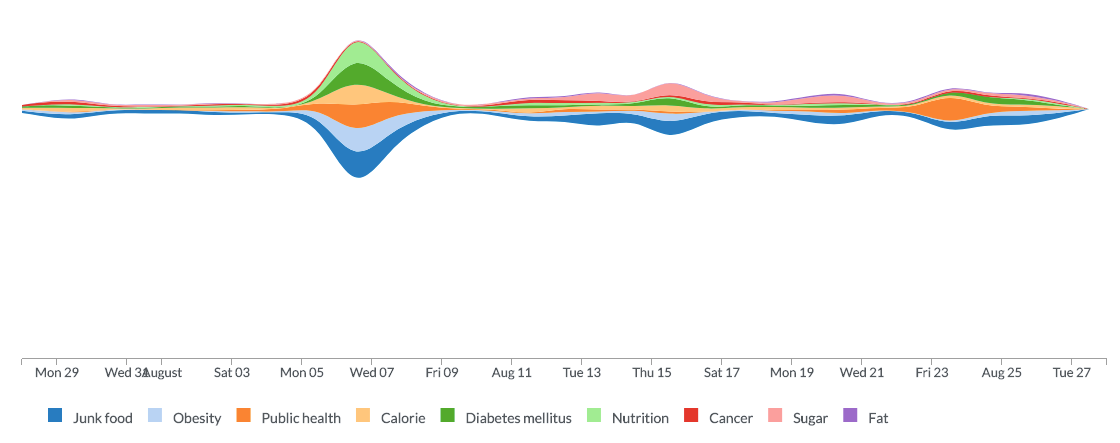 Mon 29 Wed 31 August Sat 03 Mon 05 Wed 07 Fri 09 Aug 11 Tue 13 Thu 15 Sat 17 Mon 19 Wed 21 Fri 23 Aug 25 Tue 27
Junk food Obesity Public health Calorie Diabetes mellitus Nutrition Cancer Sugar Fat